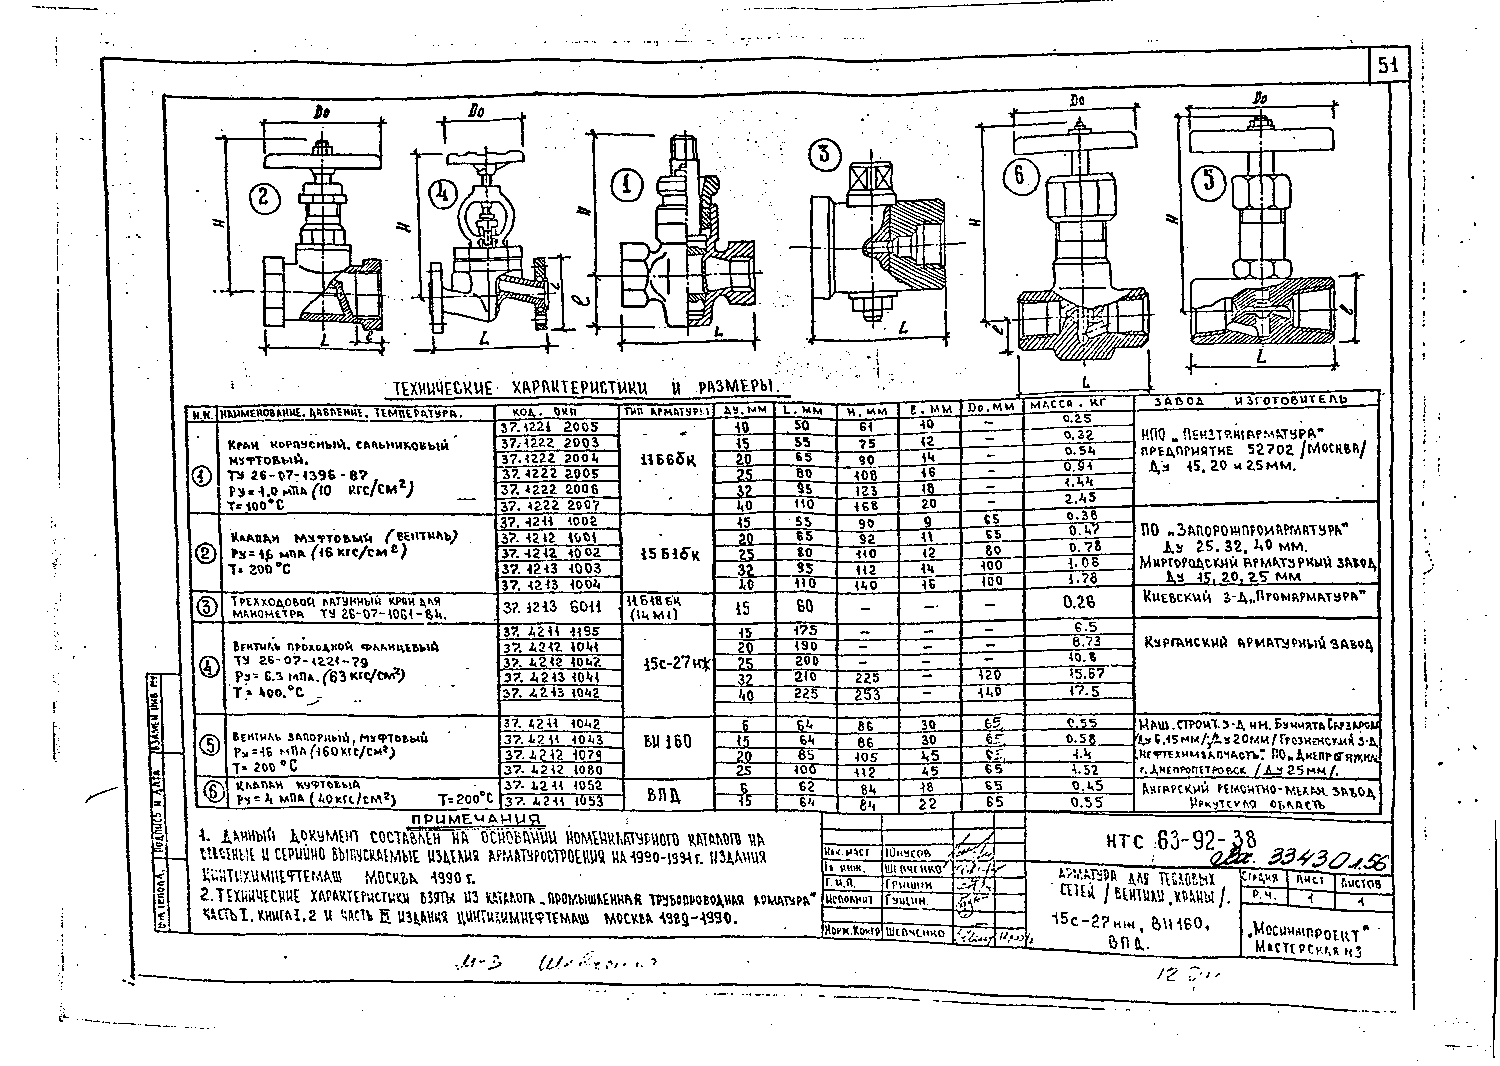 51
Do
Do
Do
Do
2
4
1
3
6
5
H
H
H
H
H
L
ℓ
L
ℓ
L
L
ℓ
L
L
ТЕХНИЧЕСКИЕ ХАРАКТЕРИСТИКИ И РАЗМЕРЫ.
Н.Н. НАИМЕНОВАНИЕ, ДАВЛЕНИЕ, ТЕМПЕРАТУРА. КОД. ОКП ТИП АРМАТУРЫ ДУ, ММ L, ММ H, ММ ℓ, ММ Do, ММ МАССА, КГ ЗАВОД ИЗГОТОВИТЕЛЬ
1 КРАН КОРПУСНЫЙ, САЛЬНИКОВЫЙ
МУФТОВЫЙ.
ТУ 26-07-1396-87
РУ=1,0 МПА (10 КГС/СМ²)
Т=100°С
11Б6бк
37.1221 2005 10 50 61 10 — 0.25
37.1222 2003 15 55 75 12 — 0.32
37.1222 2004 20 65 90 14 — 0.54
37.1222 2005 25 80 108 16 — 0.91
37.1222 2006 32 95 123 18 — 1.44
37.1222 2007 40 110 168 20 — 2.45
НПО „ПЕНЗТЯЖАРМАТУРА"
ПРЕДПРИЯТИЕ 52702 /МОСКВА/
ДУ 15, 20 И 25 ММ.
2 КЛАПАН МУФТОВЫЙ (ВЕНТИЛЬ)
РУ=1,6 МПА (16 КГС/СМ²)
Т=200°С
15Б1бк
37.1211 1002 15 55 90 9 65 0.38
37.1212 1001 20 65 92 11 65 0.47
37.1212 1002 25 80 110 12 80 0.78
37.1213 1003 32 95 112 14 100 1.08
37.1213 1004 40 110 140 16 100 1.78
ПО „ЗАПОРОЖПРОМАРМАТУРА"
ДУ 25, 32, 40 ММ.
МИРГОРОДСКИЙ АРМАТУРНЫЙ ЗАВОД
ДУ 15, 20, 25 ММ
3 ТРЕХХОДОВОЙ ЛАТУННЫЙ КРАН ДЛЯ
МАНОМЕТРА ТУ 26-07-1061-84.
37.1213 6011 11Б18бк
(14М1) 15 60 — — — 0.26 КИЕВСКИЙ З-Д „ПРОМАРМАТУРА"
4 ВЕНТИЛЬ ПРОХОДНОЙ ФЛАНЦЕВЫЙ
ТУ 26-07-1221-79
РУ=6.3 МПА. (63 КГС/СМ²)
Т=400.°С
15с-27нж
37.4211 1195 15 175 — — — 6.5
37.4212 1041 20 190 — — — 8.73
37.4212 1042 25 200 — — — 10.8
37.4213 1041 32 210 225 — 120 15.67
37.4213 1042 40 225 253 — 140 17.5
КУРГАНСКИЙ АРМАТУРНЫЙ ЗАВОД
5 ВЕНТИЛЬ ЗАПОРНЫЙ, МУФТОВЫЙ
РУ=16 МПА (160 КГС/СМ²)
Т=200°С
ВИ 160
37.4211 1042 6 64 86 30 65 0.55
37.4211 1043 15 64 86 30 65 0.58
37.4212 1079 20 85 105 45 65 1.4
37.4212 1080 25 100 112 45 65 1.52
МАШ. СТРОИТ. З-Д ИМ. БУНИЯТА САРДАРОВА
/ДУ 6, 15 ММ/, ДУ 20 ММ /ГРОЗНЕНСКИЙ З-Д
НЕФТЕХИМЗАПЧАСТЬ". ПО „ДНЕПРОТЯЖМАШ
г. ДНЕПРОПЕТРОВСК /ДУ 25 ММ/.
6 КЛАПАН МУФТОВЫЙ
РУ=4 МПА (40 КГС/СМ²) Т=200°С
ВПД
37.4211 1052 6 62 84 18 65 0.45
37.4211 1053 15 64 84 22 65 0.55
АНГАРСКИЙ РЕМОНТНО-МЕХАН. ЗАВОД
ИРКУТСКАЯ ОБЛАСТЬ
ПРИМЕЧАНИЯ
1. ДАННЫЙ ДОКУМЕНТ СОСТАВЛЕН НА ОСНОВАНИИ НОМЕНКЛАТУРНОГО КАТАЛОГА НА
ОСВОЕННЫЕ И СЕРИЙНО ВЫПУСКАЕМЫЕ ИЗДЕЛИЯ АРМАТУРОСТРОЕНИЯ НА 1990-1991 г. ИЗДАНИЯ
ЦИНТИХИМНЕФТЕМАШ МОСКВА 1990 г.
2. ТЕХНИЧЕСКИЕ ХАРАКТЕРИСТИКИ ВЗЯТЫ ИЗ КАТАЛОГА „ПРОМЫШЛЕННАЯ ТРУБОПРОВОДНАЯ АРМАТУРА"
ЧАСТЬ I, КНИГА 1, 2 И ЧАСТЬ III ИЗДАНИЯ ЦИНТИХИМНЕФТЕМАШ МОСКВА 1989-1990.
НАЧ. МАСТ ЮНУСОВ
ГЛ. ИНЖ. ШЕВЧЕНКО
Г.И.П. ГРИШИН
ИСПОЛНИТ ГУЩИН.
НОРМ. КОНТР ШЕВЧЕНКО
НТС 63-92-38
33430 л.56
АРМАТУРА ДЛЯ ТЕПЛОВЫХ
СЕТЕЙ /ВЕНТИЛИ, КРАНЫ/.
15с-27нж, ВИ160,
ВПД.
СТАДИЯ ЛИСТ ЛИСТОВ
Р.Ч. 1 1
„МОСИНЖПРОЕКТ"
МАСТЕРСКАЯ N3
ВЗАМЕН ИНВ №
ПОДПИСЬ И ДАТА
М-3